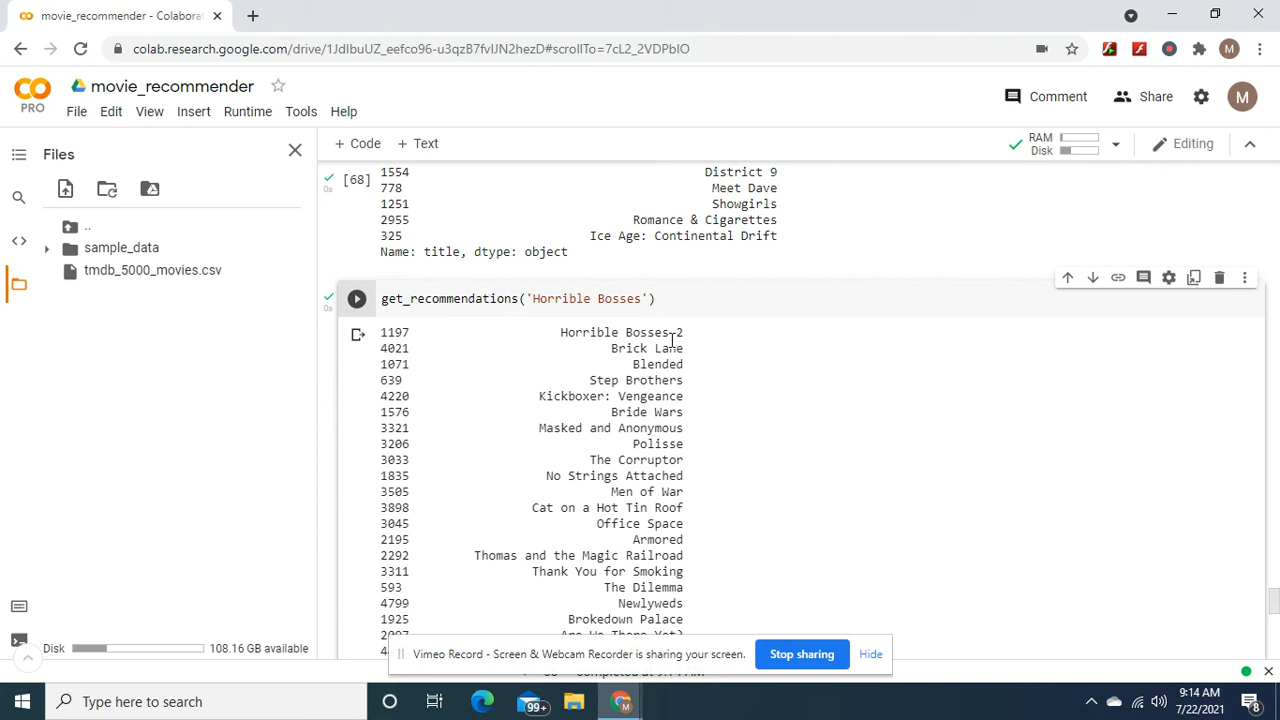 movie_recommender - Colaborat
colab.research.google.com/drive/1JdIbuUZ_eefco96-u3qzB7fvIJN2hezD#scrollTo=7cL2_2VDPbIO
M
PRO
movie_recommender
Comment
Share
M
File Edit View Insert Runtime Tools Help
Files
+ Code + Text
RAM
Disk
Editing
..
sample_data
tmdb_5000_movies.csv
[68]
0s
1554 District 9
778 Meet Dave
1251 Showgirls
2955 Romance & Cigarettes
325 Ice Age: Continental Drift
Name: title, dtype: object
0s
get_recommendations('Horrible Bosses')
1197 Horrible Bosses 2
4021 Brick Lane
1071 Blended
639 Step Brothers
4220 Kickboxer: Vengeance
1576 Bride Wars
3321 Masked and Anonymous
3206 Polisse
3033 The Corruptor
1835 No Strings Attached
3505 Men of War
3898 Cat on a Hot Tin Roof
3045 Office Space
2195 Armored
2292 Thomas and the Magic Railroad
3311 Thank You for Smoking
593 The Dilemma
4799 Newlyweds
1925 Brokedown Palace
Are We There Yet?
Disk 108.16 GB available
Vimeo Record - Screen & Webcam Recorder is sharing your screen. Stop sharing Hide
Type here to search
99+
M
9:14 AM
7/22/2021
8